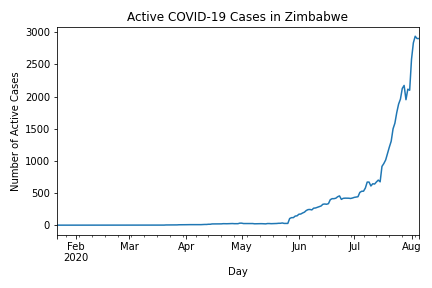 Active COVID-19 Cases in Zimbabwe
3000
2500
2000
1500
1000
500
0
Number of Active Cases
Feb Mar Apr May Jun Jul Aug
2020
Day